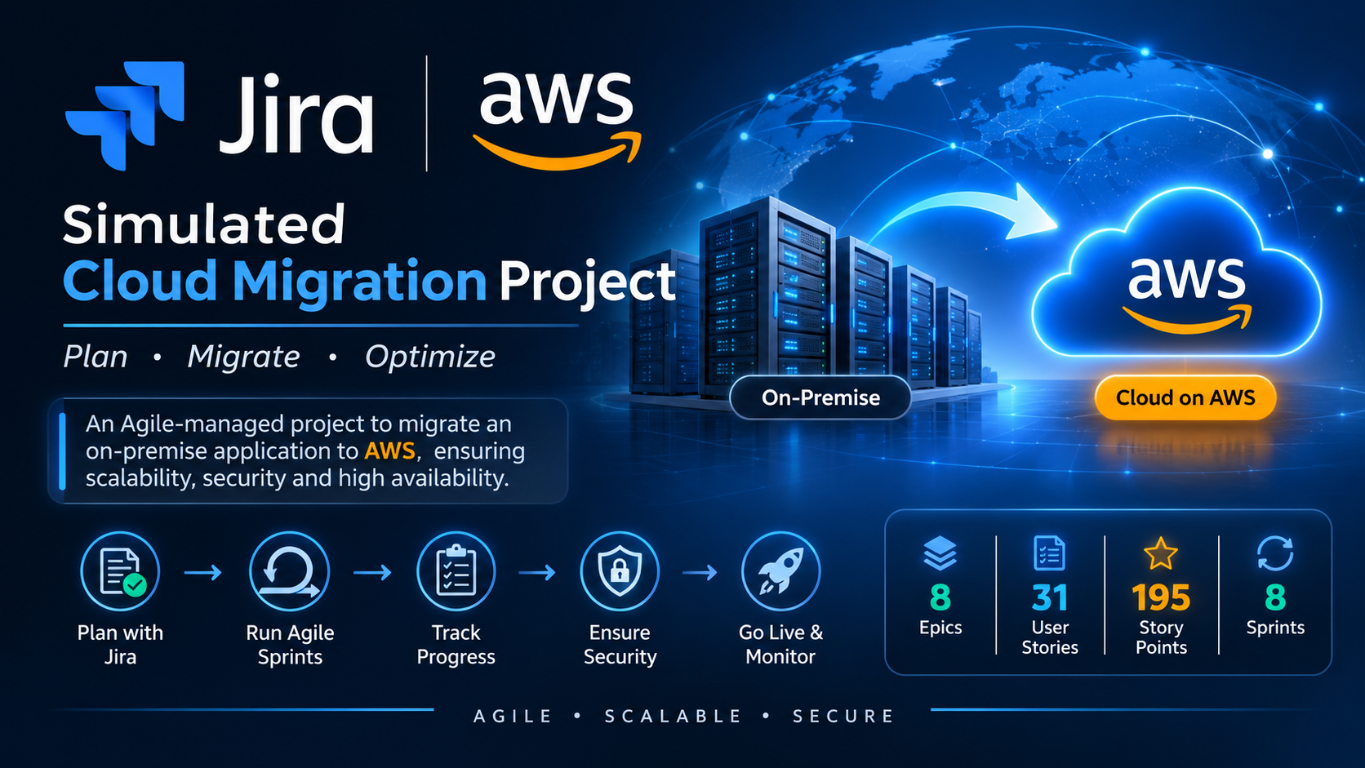 Jira
aws
Simulated
Cloud Migration Project
Plan • Migrate • Optimize
An Agile-managed project to migrate an
on-premise application to AWS, ensuring
scalability, security and high availability.
aws
On-Premise
Cloud on AWS
Plan with
Jira
Run Agile
Sprints
Track
Progress
Ensure
Security
Go Live &
Monitor
8
Epics
31
User
Stories
195
Story
Points
8
Sprints
AGILE • SCALABLE • SECURE